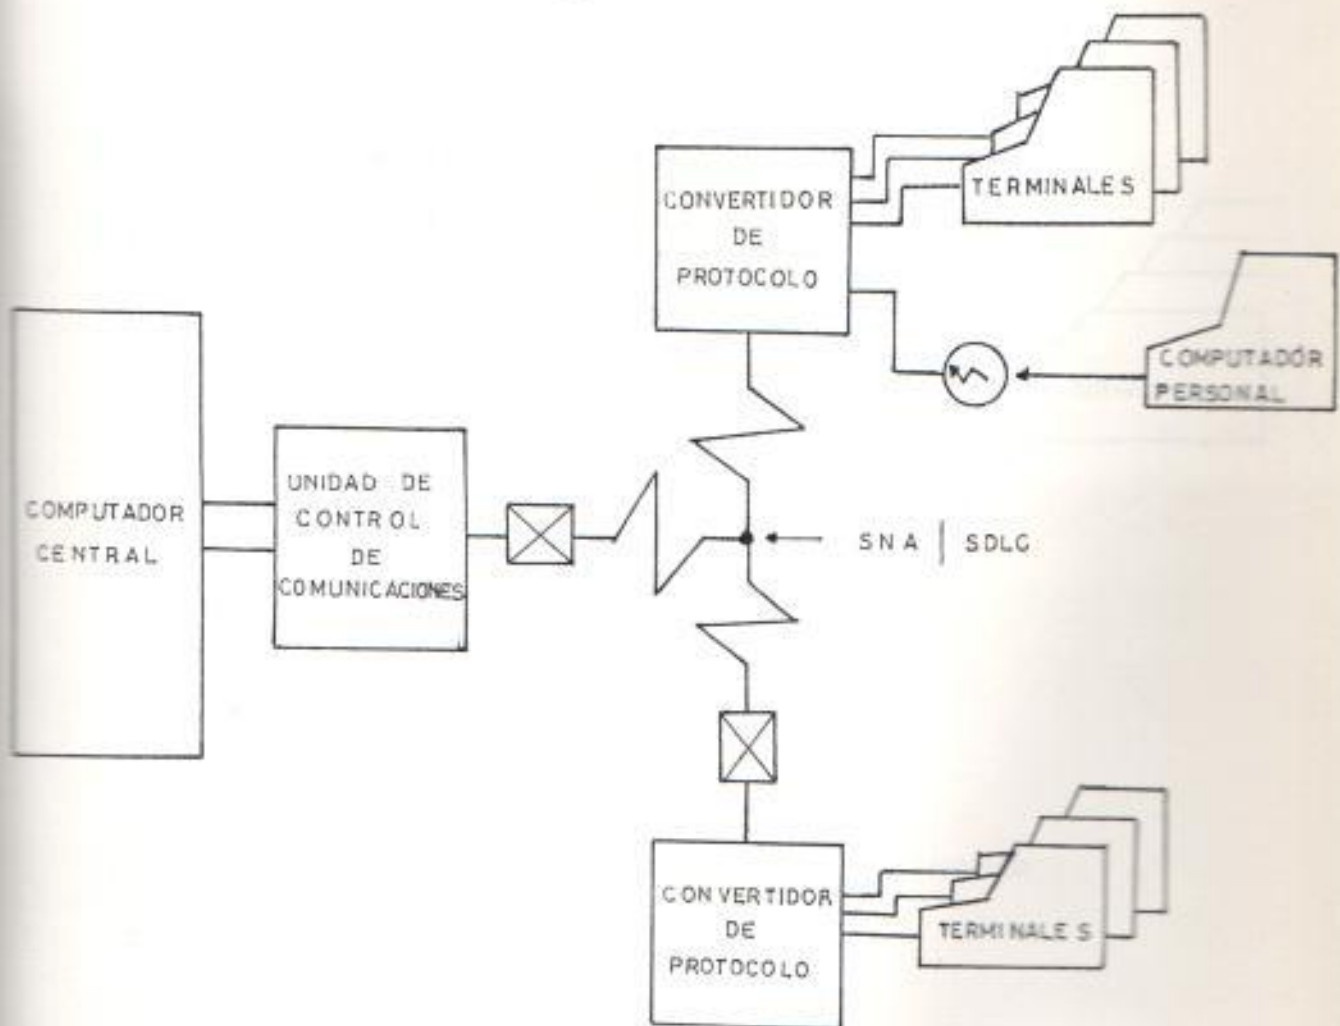 CONVERTIDOR
DE
PROTOCOLO
TERMINALES
COMPUTADOR
PERSONAL
COMPUTADOR
CENTRAL
UNIDAD DE
CONTROL
DE
COMUNICACIONES
SNA | SDLC
CONVERTIDOR
DE
PROTOCOLO
TERMINALES